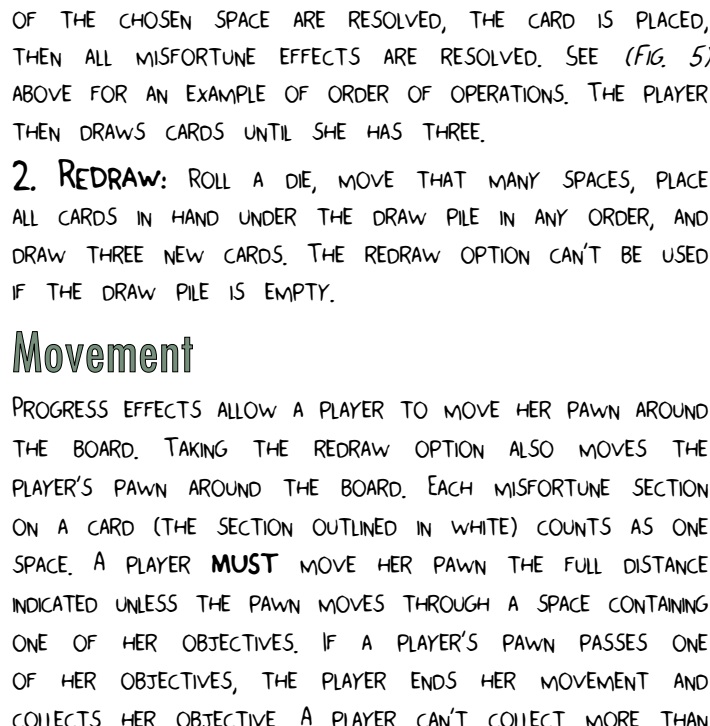 OF THE CHOSEN SPACE ARE RESOLVED, THE CARD IS PLACED,
THEN ALL MISFORTUNE EFFECTS ARE RESOLVED. SEE (FIG. 5)
ABOVE FOR AN EXAMPLE OF ORDER OF OPERATIONS. THE PLAYER
THEN DRAWS CARDS UNTIL SHE HAS THREE.
2. REDRAW: ROLL A DIE, MOVE THAT MANY SPACES, PLACE
ALL CARDS IN HAND UNDER THE DRAW PILE IN ANY ORDER, AND
DRAW THREE NEW CARDS. THE REDRAW OPTION CAN'T BE USED
IF THE DRAW PILE IS EMPTY.
Movement
PROGRESS EFFECTS ALLOW A PLAYER TO MOVE HER PAWN AROUND
THE BOARD. TAKING THE REDRAW OPTION ALSO MOVES THE
PLAYER'S PAWN AROUND THE BOARD. EACH MISFORTUNE SECTION
ON A CARD (THE SECTION OUTLINED IN WHITE) COUNTS AS ONE
SPACE. A PLAYER MUST MOVE HER PAWN THE FULL DISTANCE
INDICATED UNLESS THE PAWN MOVES THROUGH A SPACE CONTAINING
ONE OF HER OBJECTIVES. IF A PLAYER'S PAWN PASSES ONE
OF HER OBJECTIVES, THE PLAYER ENDS HER MOVEMENT AND
COLLECTS HER OBJECTIVE. A PLAYER CAN'T COLLECT MORE THAN